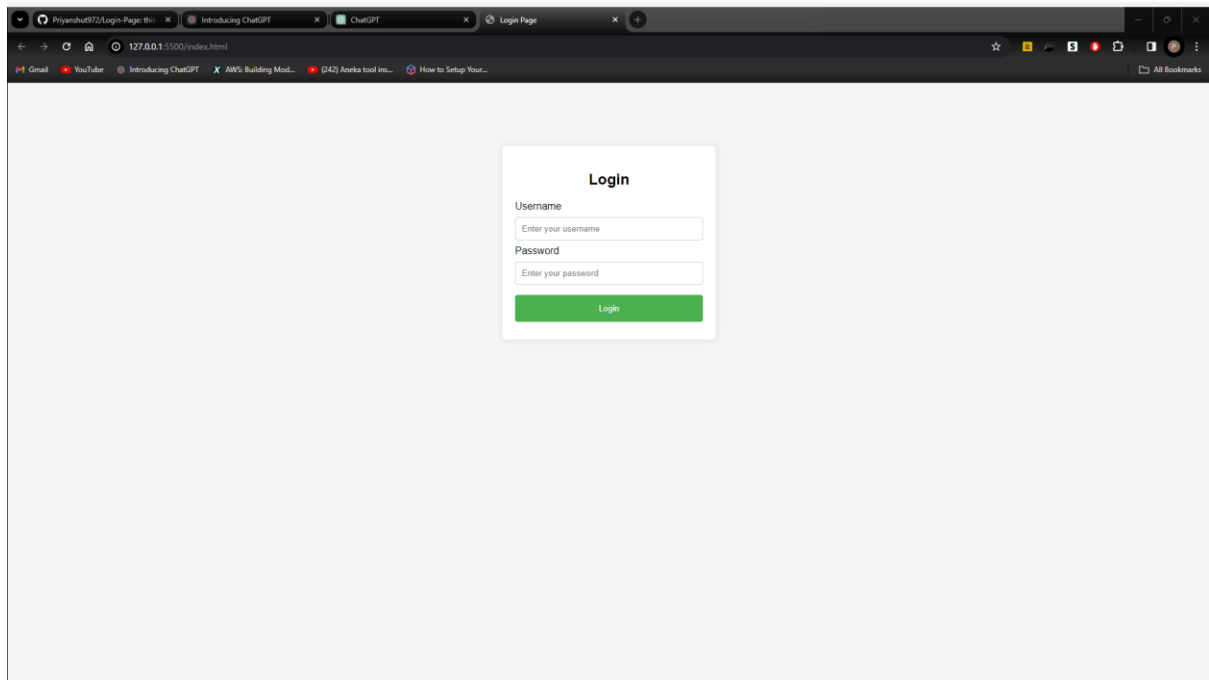 Priyanshut972/Login-Page: this Introducing ChatGPT ChatGPT Login Page
127.0.0.1:5500/index.html
Gmail YouTube Introducing ChatGPT AWS: Building Mod... (242) Aneka tool ins... How to Setup Your... All Bookmarks
Login
Username
Enter your username
Password
Enter your password
Login